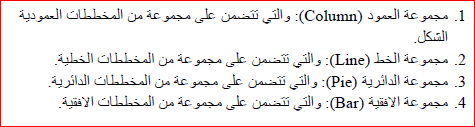 1. مجموعة العمود (Column): والتي تتضمن على مجموعة من المخططات العمودية
الشكل.
2. مجموعة الخط (Line): والتي تتضمن على مجموعة من المخططات الخطية.
3. مجموعة الدائرية (Pie): والتي تتضمن على مجموعة من المخططات الدائرية.
4. مجموعة الافقية (Bar): والتي تتضمن على مجموعة من المخططات الافقية.